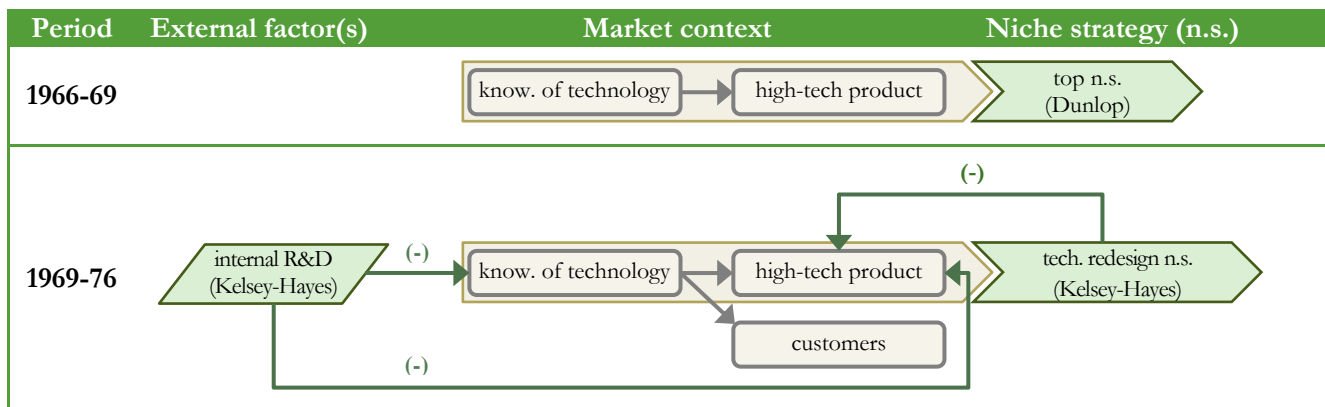 Period External factor(s) Market context Niche strategy (n.s.)
1966-69
know. of technology
high-tech product
top n.s.
(Dunlop)
(-)
1969-76
internal R&D
(Kelsey-Hayes)
(-)
know. of technology
high-tech product
tech. redesign n.s.
(Kelsey-Hayes)
customers
(-)